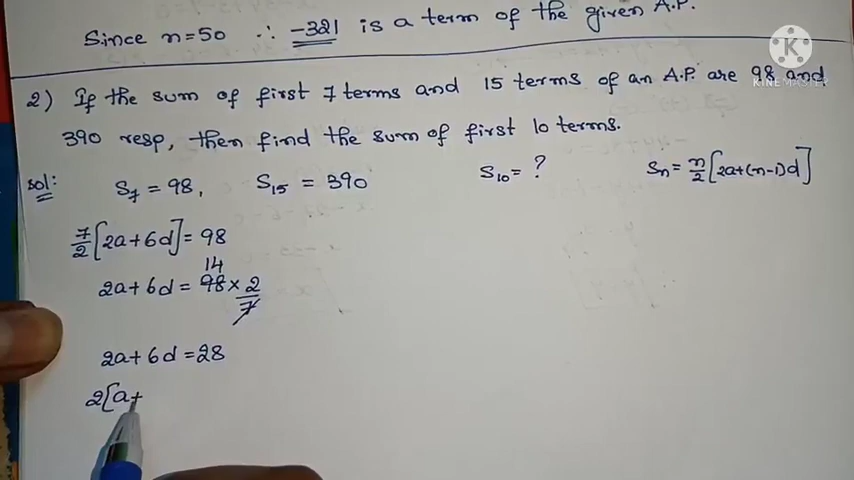 Since n=50 ∴ -321 is a term of the given A.P.
2) If the sum of first 7 terms and 15 terms of an A.P. are 98 and
390 resp, then find the sum of first 10 terms.
sol: S₇ = 98, S₁₅ = 390 S₁₀ = ? Sₙ = n/2 [2a+(n-1)d]
7/2 [2a+6d] = 98
14
2a+6d = 98 × 2/7
2a+6d = 28
2[a+
K
KINEMASTER